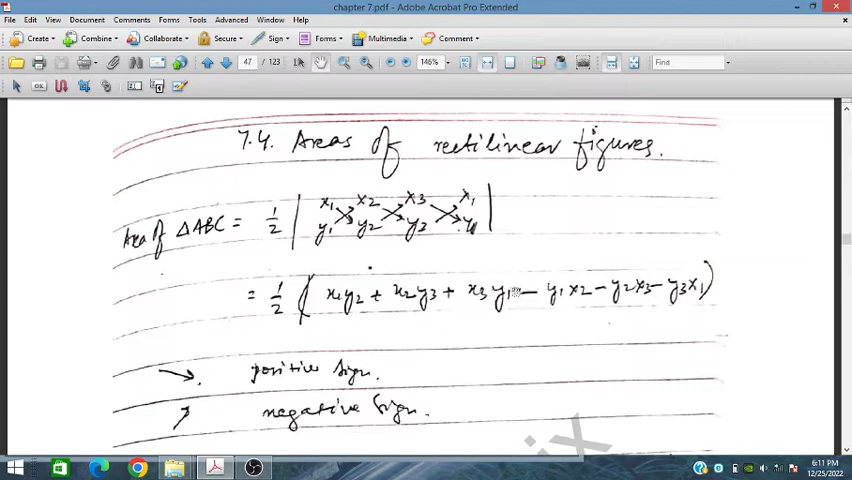 chapter 7.pdf - Adobe Acrobat Pro Extended
File Edit View Document Comments Forms Tools Advanced Window Help
Create Combine Collaborate Secure Sign Forms Multimedia Comment
47 / 123 146% Find
7.4. Areas of rectilinear figures.
x1 x2 x3 x1
Area of ΔABC = 1/2 | |
y1 y2 y3 y1
= 1/2 ( x1y2 + x2y3 + x3y1 - y1x2 - y2x3 - y3x1 )
→ positive sign.
↗ negative sign.
6:11 PM
12/25/2022